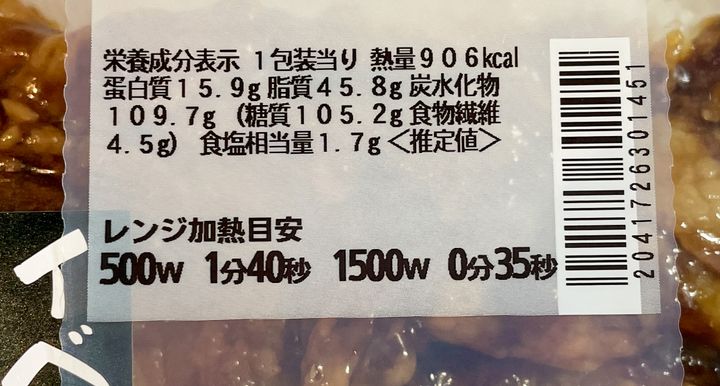 栄養成分表示 1包装当り 熱量906kcal
蛋白質15.9g 脂質45.8g 炭水化物
109.7g (糖質105.2g 食物繊維
4.5g) 食塩相当量1.7g <推定値>
レンジ加熱目安
500W 1分40秒 1500W 0分35秒
2041726301451